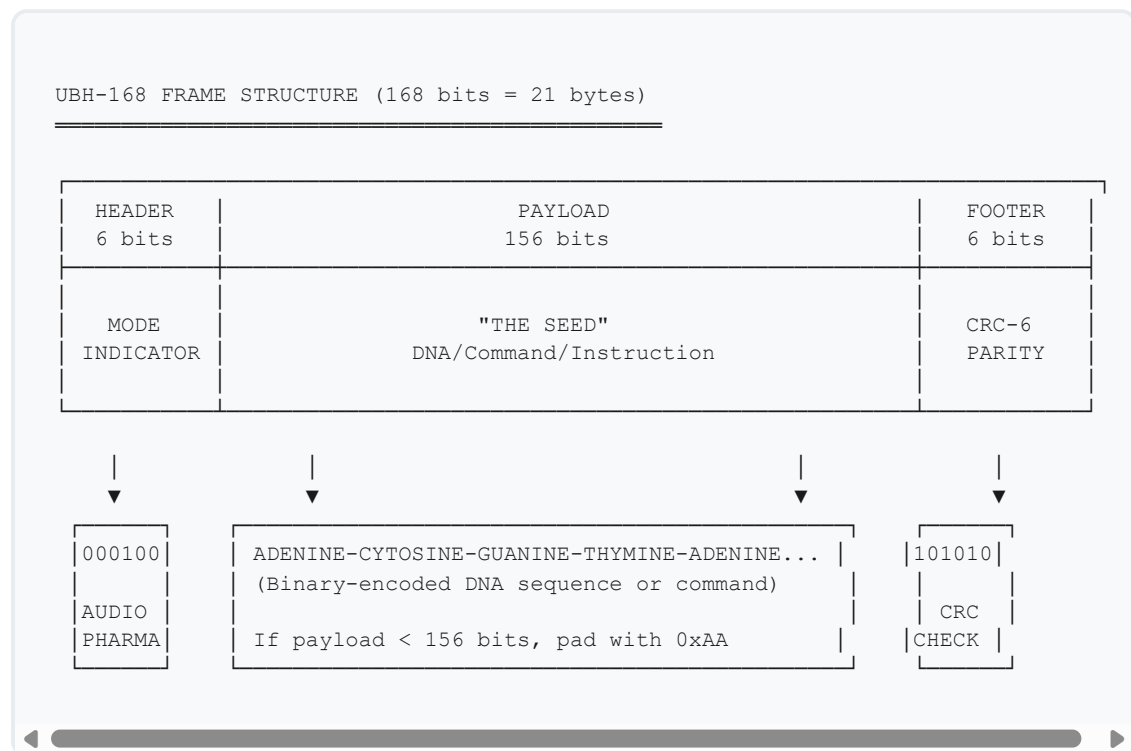 UBH-168 FRAME STRUCTURE (168 bits = 21 bytes)
HEADER PAYLOAD FOOTER
6 bits 156 bits 6 bits
MODE "THE SEED" CRC-6
INDICATOR DNA/Command/Instruction PARITY
000100 ADENINE-CYTOSINE-GUANINE-THYMINE-ADENINE... 101010
(Binary-encoded DNA sequence or command)
AUDIO CRC
PHARMA If payload < 156 bits, pad with 0xAA CHECK